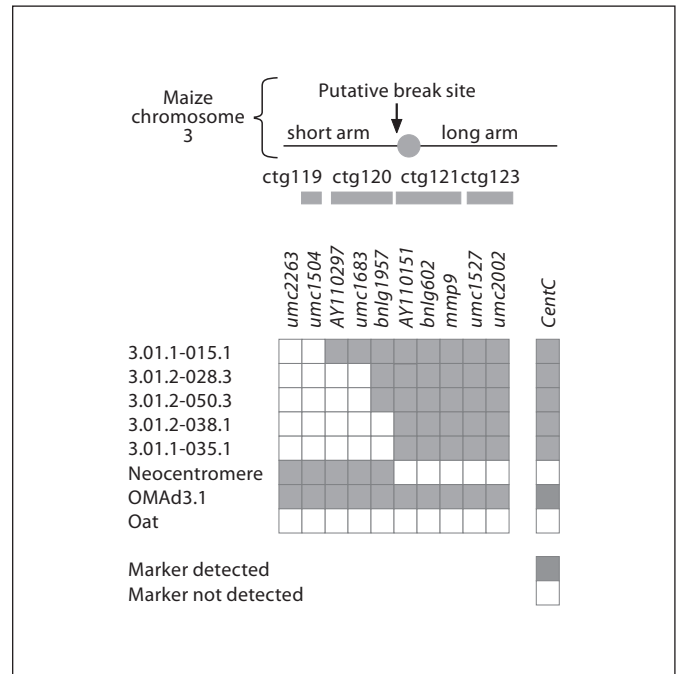 Maize
chromosome
3
Putative break site
short arm
long arm
ctg119 ctg120 ctg121 ctg123
umc2263
umc1504
AY110297
umc1683
bnlg1957
AY110151
bnlg602
mmp9
umc1527
umc2002
CentC
3.01.1-015.1
3.01.2-028.3
3.01.2-050.3
3.01.2-038.1
3.01.1-035.1
Neocentromere
OMAd3.1
Oat
Marker detected
Marker not detected